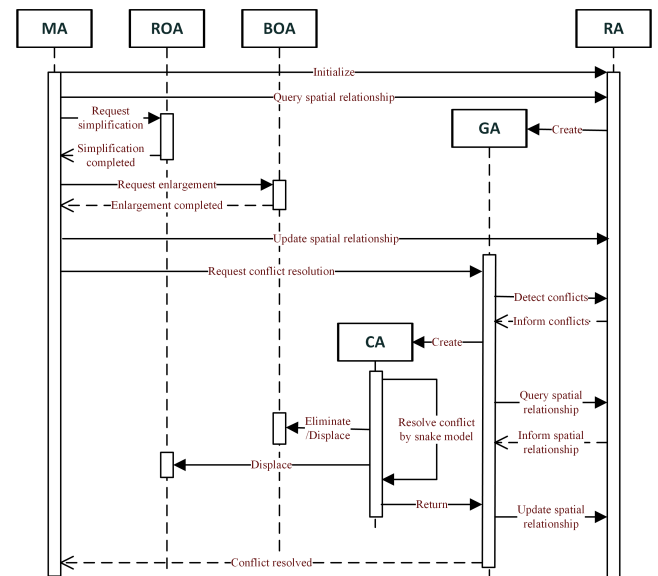 MA
ROA
BOA
RA
Initialize
Query spatial relationship
Request
simplification
GA
Create
Simplification
completed
Request enlargement
Enlargement completed
Update spatial relationship
Request conflict resolution
Detect conflicts
Inform conflicts
CA
Create
Query spatial
relationship
Eliminate
/Displace
Resolve conflict
by snake model
Inform spatial
relationship
Displace
Return
Update spatial
relationship
Conflict resolved